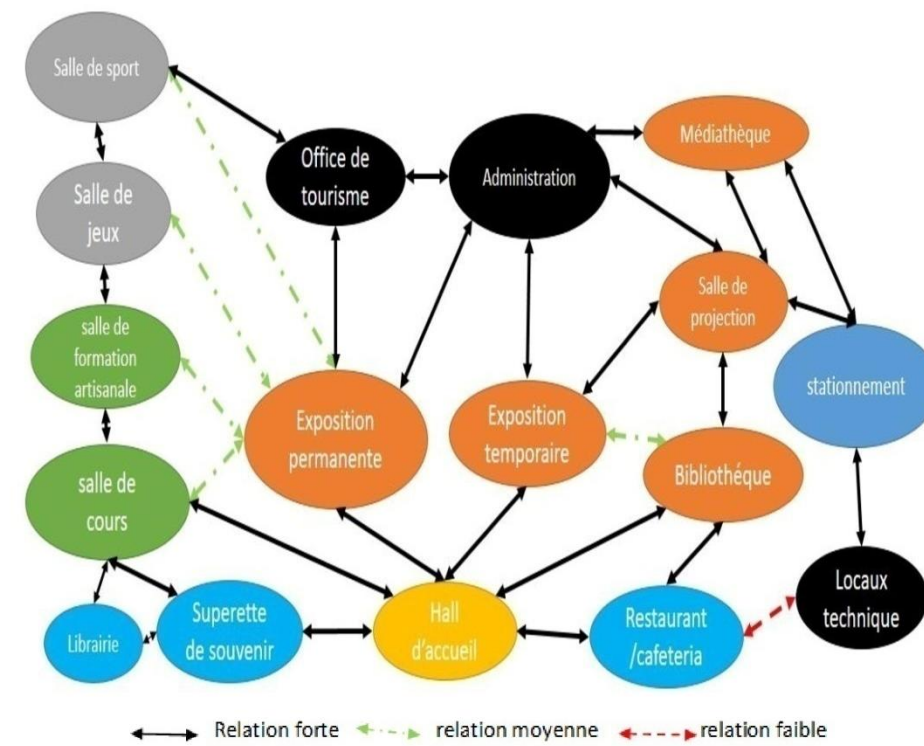 Salle de sport
Médiathèque
Office de
tourisme
Administration
Salle de
jeux
Salle de
projection
salle de
formation
artisanale
stationnement
Exposition
permanente
Exposition
temporaire
Bibliothéque
salle de
cours
Locaux
technique
Librairie
Superette
de souvenir
Hall
d'accueil
Restaurant
/cafeteria
Relation forte
relation moyenne
relation faible